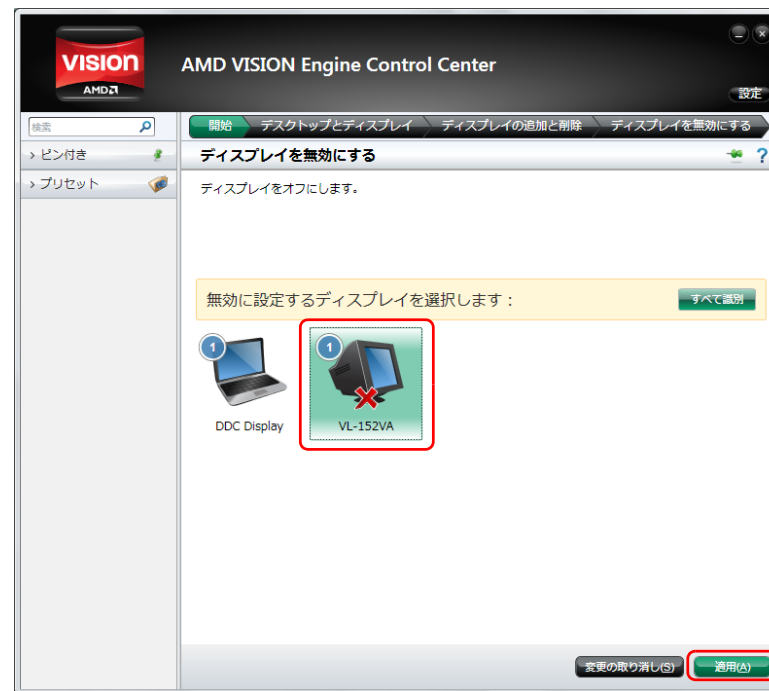 VISION
AMD
AMD VISION Engine Control Center
設定
検索
開始 デスクトップとディスプレイ ディスプレイの追加と削除 ディスプレイを無効にする
ピン付き
プリセット
ディスプレイを無効にする ?
ディスプレイをオフにします。
無効に設定するディスプレイを選択します：
すべて識別
1
DDC Display
1
VL-152VA
変更の取り消し(S)
適用(A)